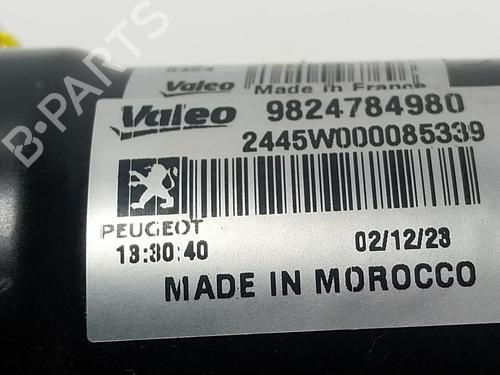 Valeo Made in France
Valeo 9824784980
2445W000085339
PEUGEOT
13:30:40 02/12/23
MADE IN MOROCCO
B-PARTS